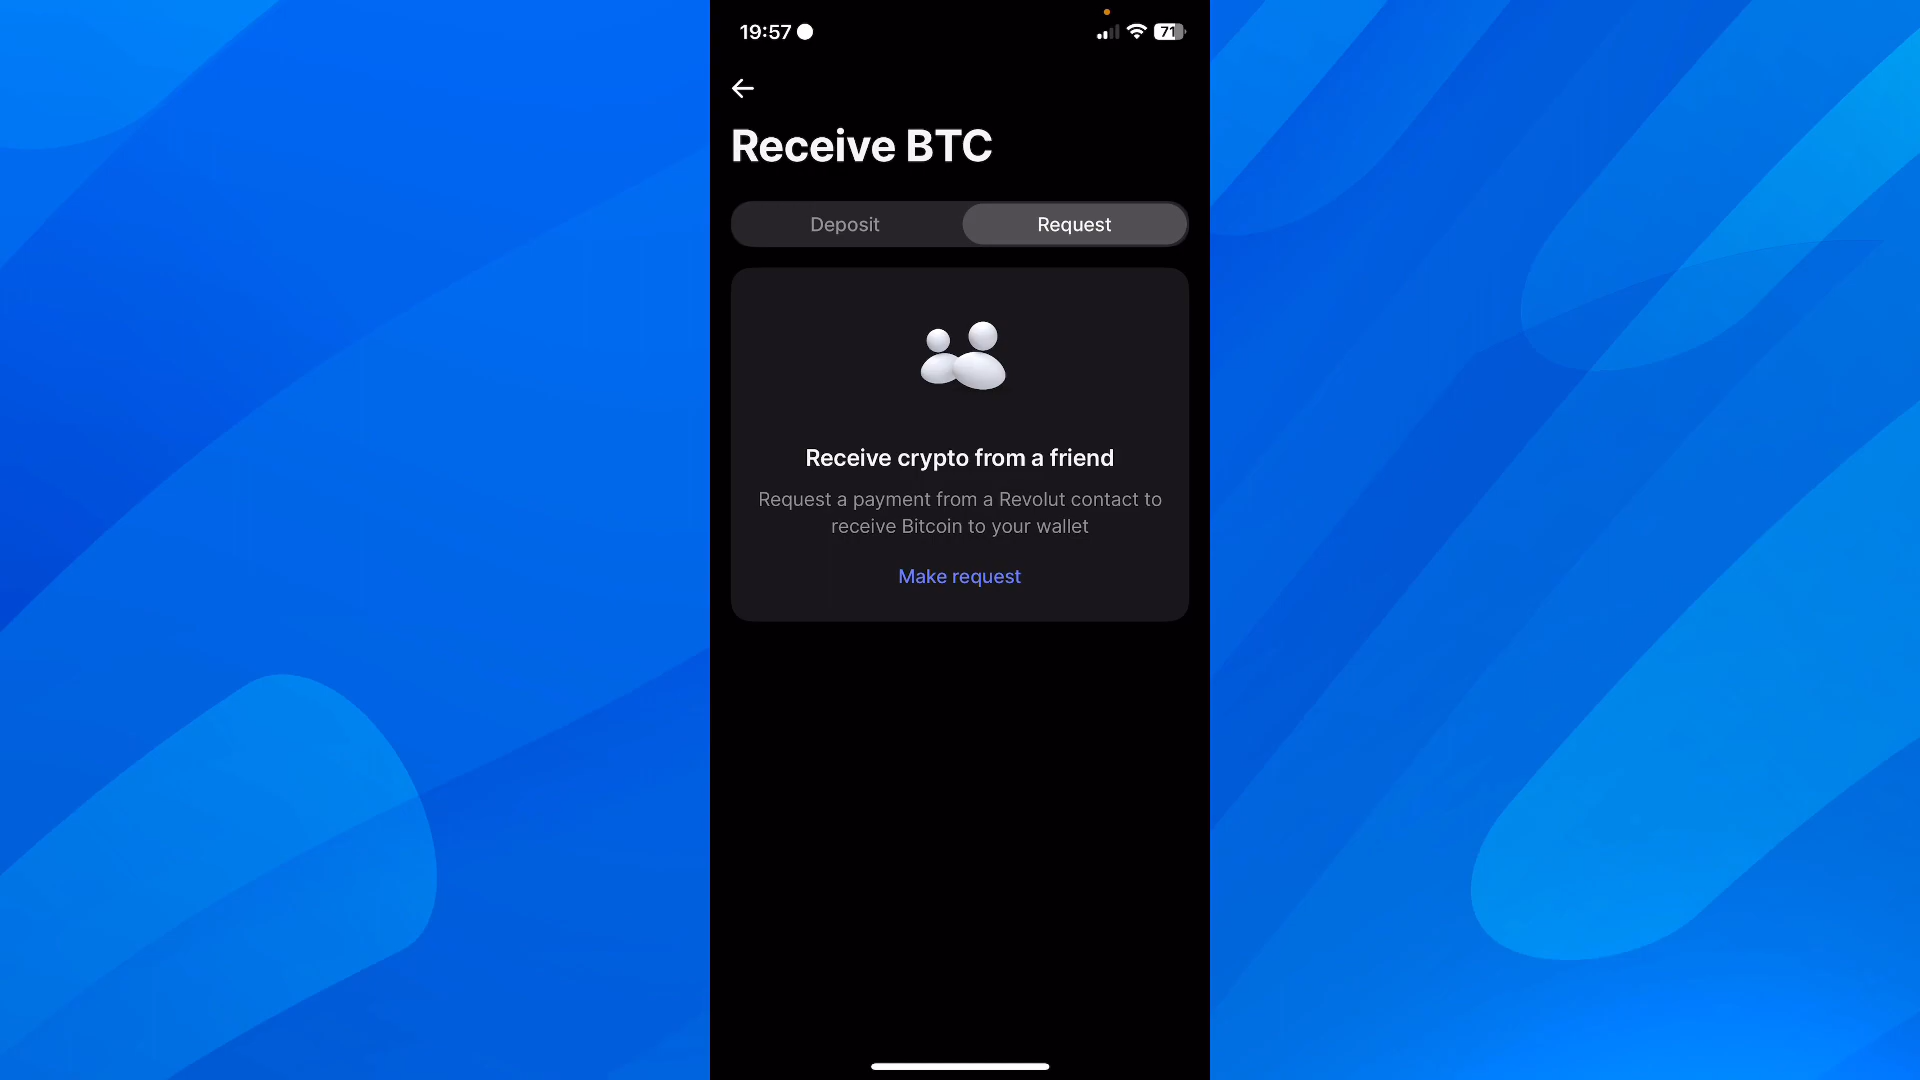 19:57
71
Receive BTC
Deposit
Request
Receive crypto from a friend
Request a payment from a Revolut contact to
receive Bitcoin to your wallet
Make request